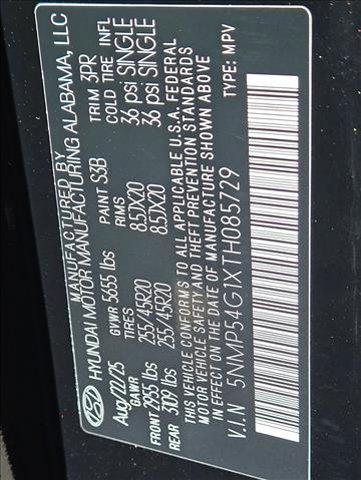 MANUFACTURED BY
HYUNDAI MOTOR MANUFACTURING ALABAMA, LLC
Aug/22/25 GVWR 5655 lbs PAINT S3B TRIM 3PR
GAWR TIRES RIMS COLD TIRE INFL
FRONT 2955 lbs 255/45R20 8.5JX20 36 psi SINGLE
REAR 3109 lbs 255/45R20 8.5JX20 36 psi SINGLE
THIS VEHICLE CONFORMS TO ALL APPLICABLE U.S.A. FEDERAL
MOTOR VEHICLE SAFETY AND THEFT PREVENTION STANDARDS
IN EFFECT ON THE DATE OF MANUFACTURE SHOWN ABOVE
V.I.N 5NMP54G1XTH085729 TYPE: MPV